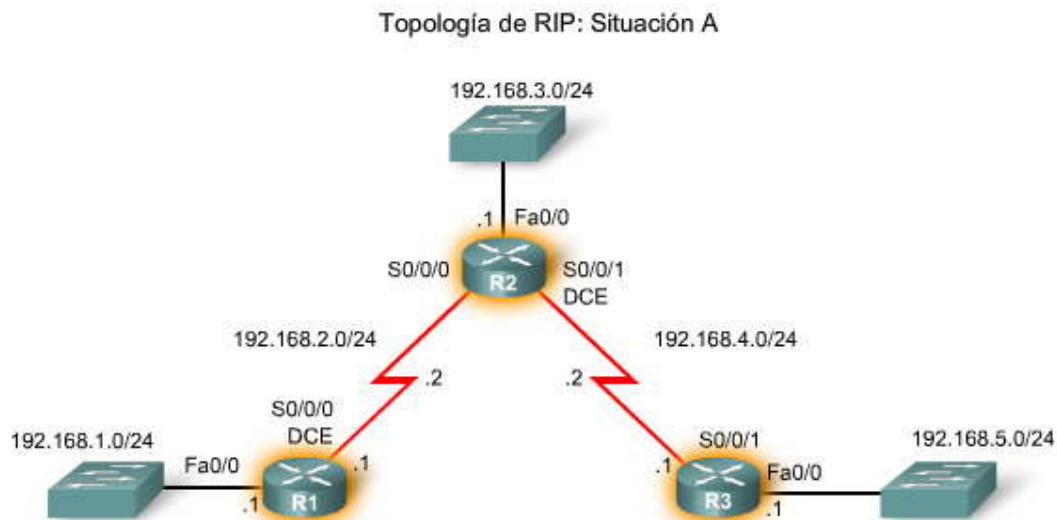 Topología de RIP: Situación A
192.168.3.0/24
.1
Fa0/0
S0/0/0
R2
S0/0/1
DCE
192.168.2.0/24
192.168.4.0/24
.2
.2
S0/0/0
DCE
S0/0/1
192.168.1.0/24
192.168.5.0/24
Fa0/0
.1
.1
Fa0/0
.1
R1
R3
.1